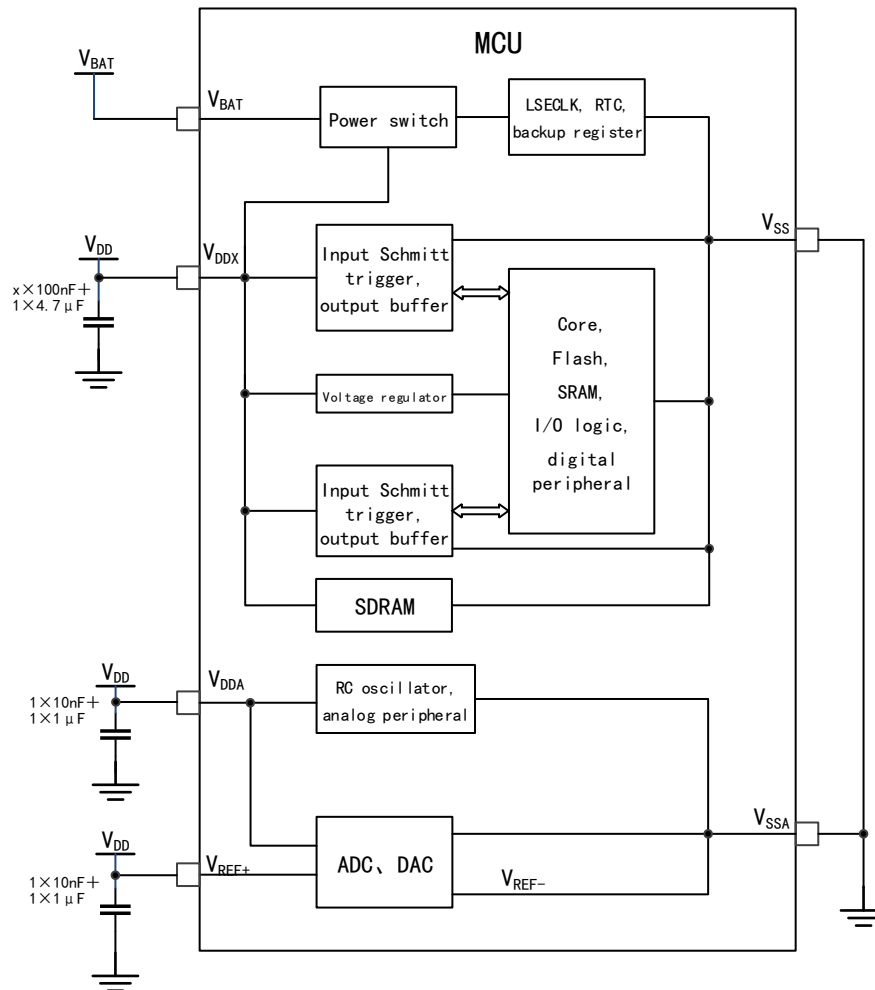 MCU
VBAT
VBAT
Power switch
LSECLK, RTC,
backup register
VSS
VDD
VDDX
x×100nF+
1×4.7μF
Input Schmitt
trigger,
output buffer
Core,
Flash,
SRAM,
I/O logic,
digital
peripheral
Voltage regulator
Input Schmitt
trigger,
output buffer
SDRAM
VDD
VDDA
1×10nF+
1×1μF
RC oscillator,
analog peripheral
VSSA
VDD
VREF+
1×10nF+
1×1μF
ADC、DAC
VREF-